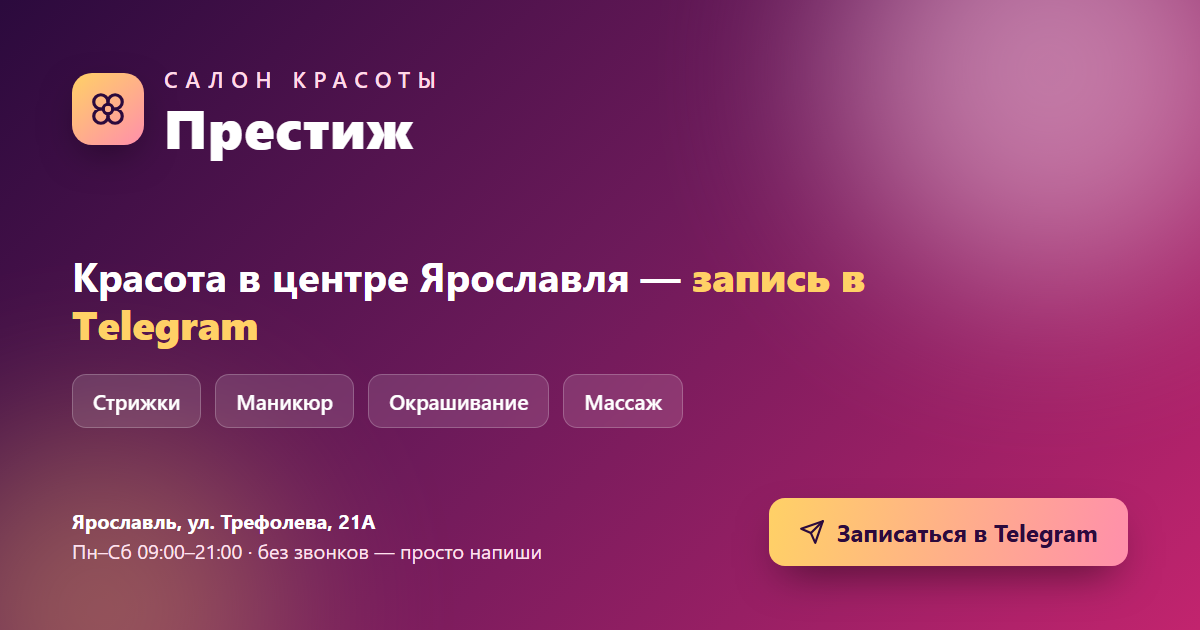 САЛОН КРАСОТЫ
Престиж
Красота в центре Ярославля — запись в
Telegram
Стрижки
Маникюр
Окрашивание
Массаж
Ярославль, ул. Трефолева, 21А
Пн–Сб 09:00–21:00 · без звонков — просто напиши
Записаться в Telegram